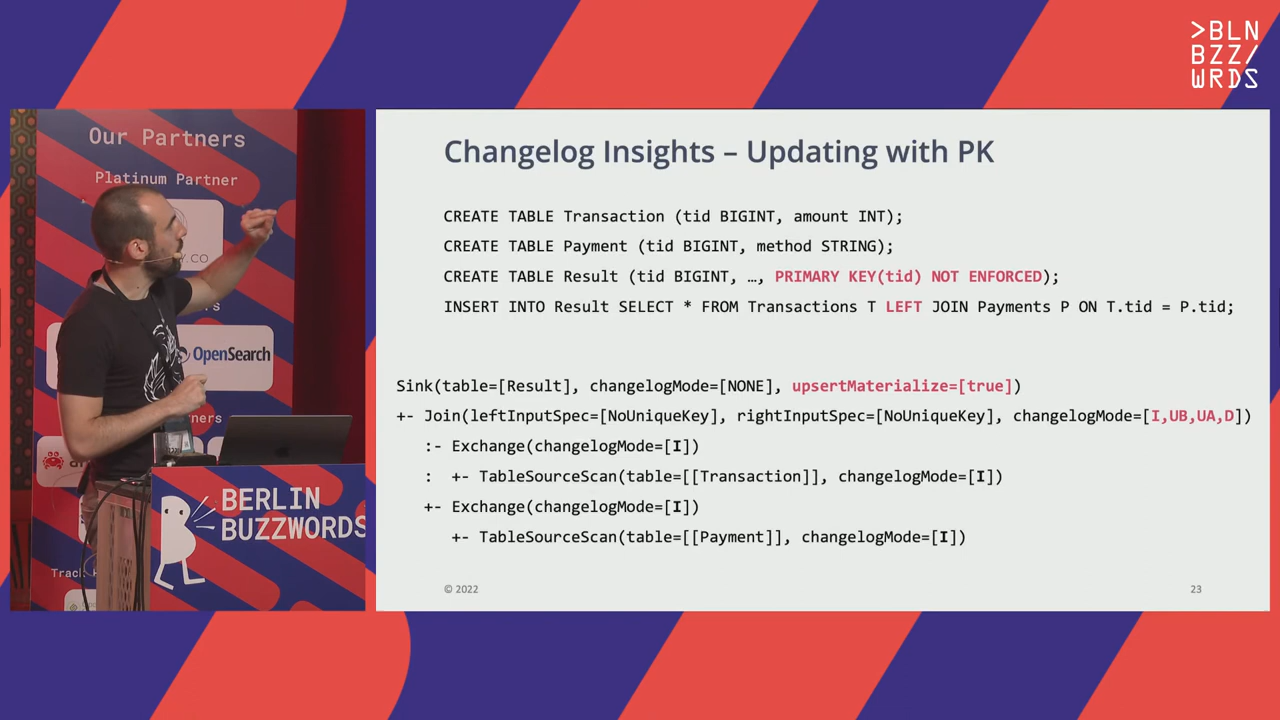 >BLN
BZZ/
WRDS
Our Partners
Platinum Partner
Y.CO
OpenSearch
BERLIN
BUZZWORDS
Changelog Insights – Updating with PK
CREATE TABLE Transaction (tid BIGINT, amount INT);
CREATE TABLE Payment (tid BIGINT, method STRING);
CREATE TABLE Result (tid BIGINT, …, PRIMARY KEY(tid) NOT ENFORCED);
INSERT INTO Result SELECT * FROM Transactions T LEFT JOIN Payments P ON T.tid = P.tid;
Sink(table=[Result], changelogMode=[NONE], upsertMaterialize=[true])
+- Join(leftInputSpec=[NoUniqueKey], rightInputSpec=[NoUniqueKey], changelogMode=[I,UB,UA,D])
:- Exchange(changelogMode=[I])
: +- TableSourceScan(table=[[Transaction]], changelogMode=[I])
+- Exchange(changelogMode=[I])
+- TableSourceScan(table=[[Payment]], changelogMode=[I])
© 2022
23